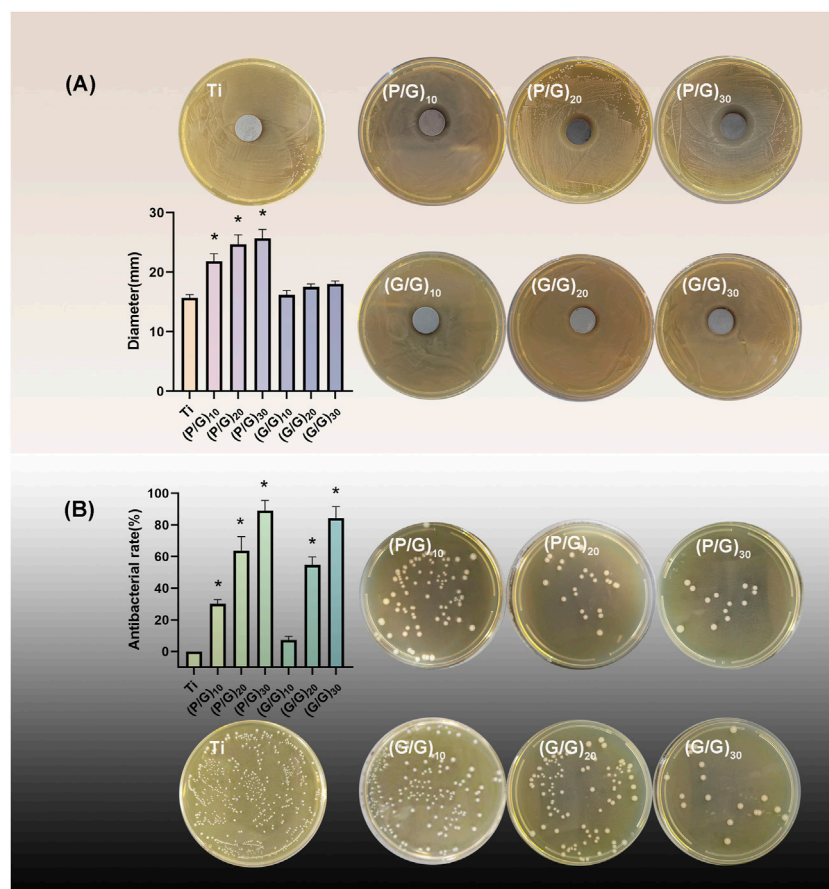 (A)
Ti
(P/G)10
(P/G)20
(P/G)30
Diameter(mm)
30
20
10
0
*
*
*
Ti
(P/G)10
(P/G)20
(P/G)30
(G/G)10
(G/G)20
(G/G)30
(G/G)10
(G/G)20
(G/G)30
(B)
Antibacterial rate(%)
100
80
60
40
20
0
*
*
*
*
*
Ti
(P/G)10
(P/G)20
(P/G)30
(G/G)10
(G/G)20
(G/G)30
(P/G)10
(P/G)20
(P/G)30
Ti
(G/G)10
(G/G)20
(G/G)30